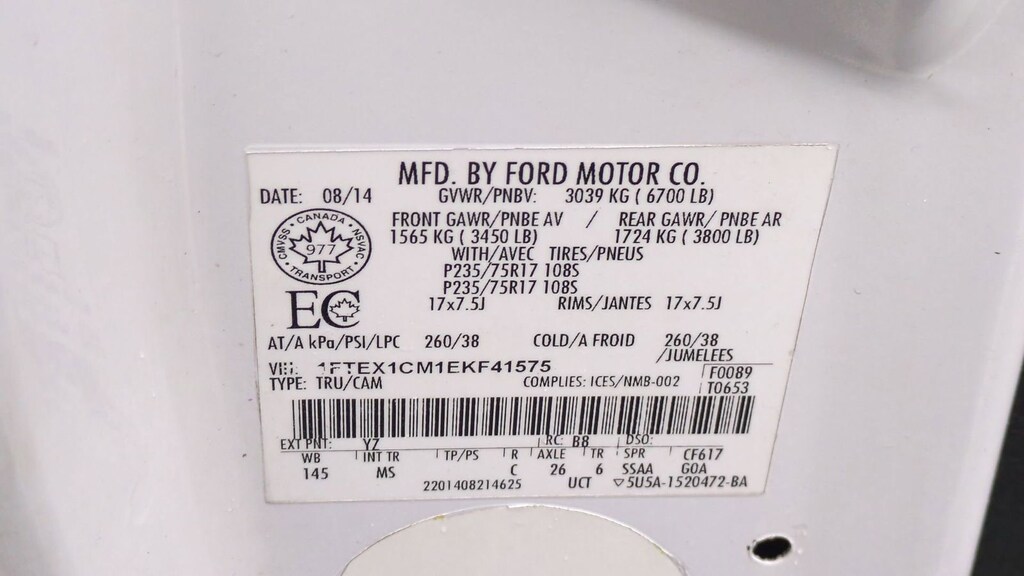 MFD. BY FORD MOTOR CO.
DATE: 08/14 GVWR/PNBV: 3039 KG ( 6700 LB)
FRONT GAWR/PNBE AV / REAR GAWR/ PNBE AR
1565 KG ( 3450 LB) 1724 KG ( 3800 LB)
CANADA CMVSS NSVAC TRANSPORT
977
WITH/AVEC TIRES/PNEUS
P235/75R17 108S
P235/75R17 108S
EC
17x7.5J RIMS/JANTES 17x7.5J
AT/A kPa/PSI/LPC 260/38 COLD/A FROID 260/38
/JUMELEES
VIN: 1FTEX1CM1EKF41575 F0089
TYPE: TRU/CAM COMPLIES: ICES/NMB-002 T0653
EXT PNT: YZ RC: B8 DSO:
WB INT TR TP/PS R AXLE TR SPR CF617
145 MS C 26 6 SSAA G0A
2201408214625 UCT ▽5U5A-1520472-BA